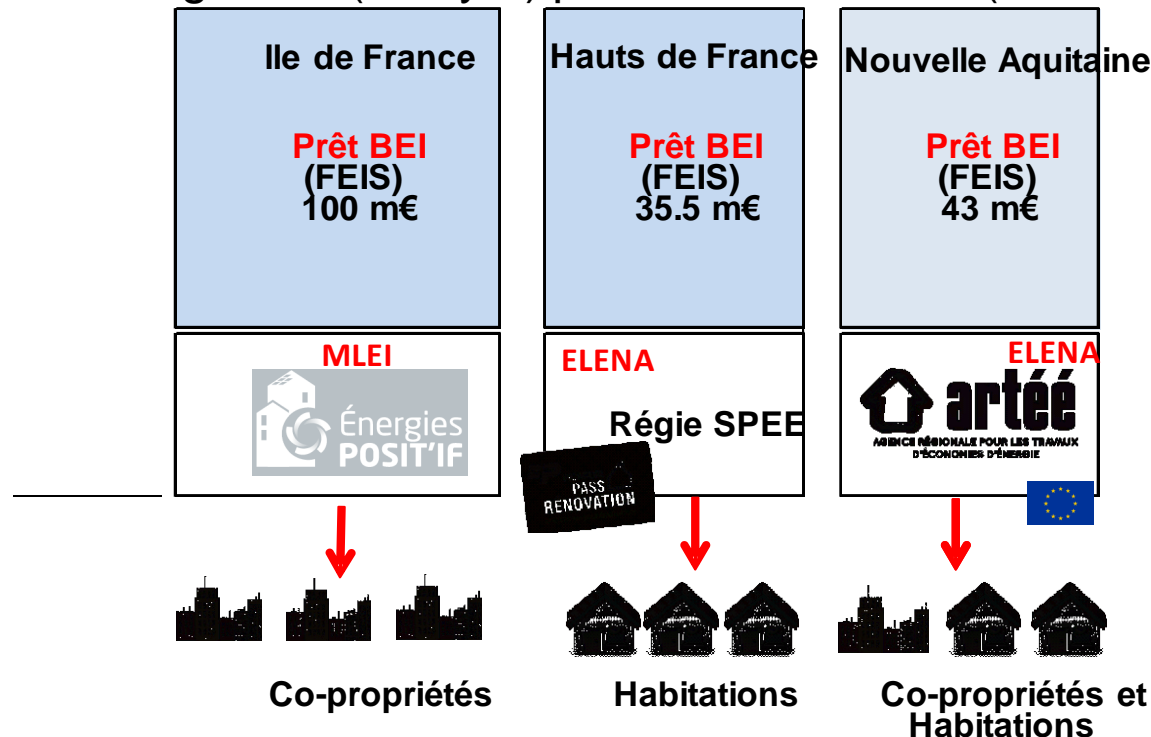 Ile de France
Prêt BEI
(FEIS)
100 m€
MLEI
Énergies
POSIT'IF
Co-propriétés
Hauts de France
Prêt BEI
(FEIS)
35.5 m€
ELENA
Régie SPEE
PASS
RENOVATION
Habitations
Nouvelle Aquitaine
Prêt BEI
(FEIS)
43 m€
ELENA
artéé
AGENCE RÉGIONALE POUR LES TRAVAUX
D'ÉCONOMIES D'ÉNERGIE
Co-propriétés et
Habitations